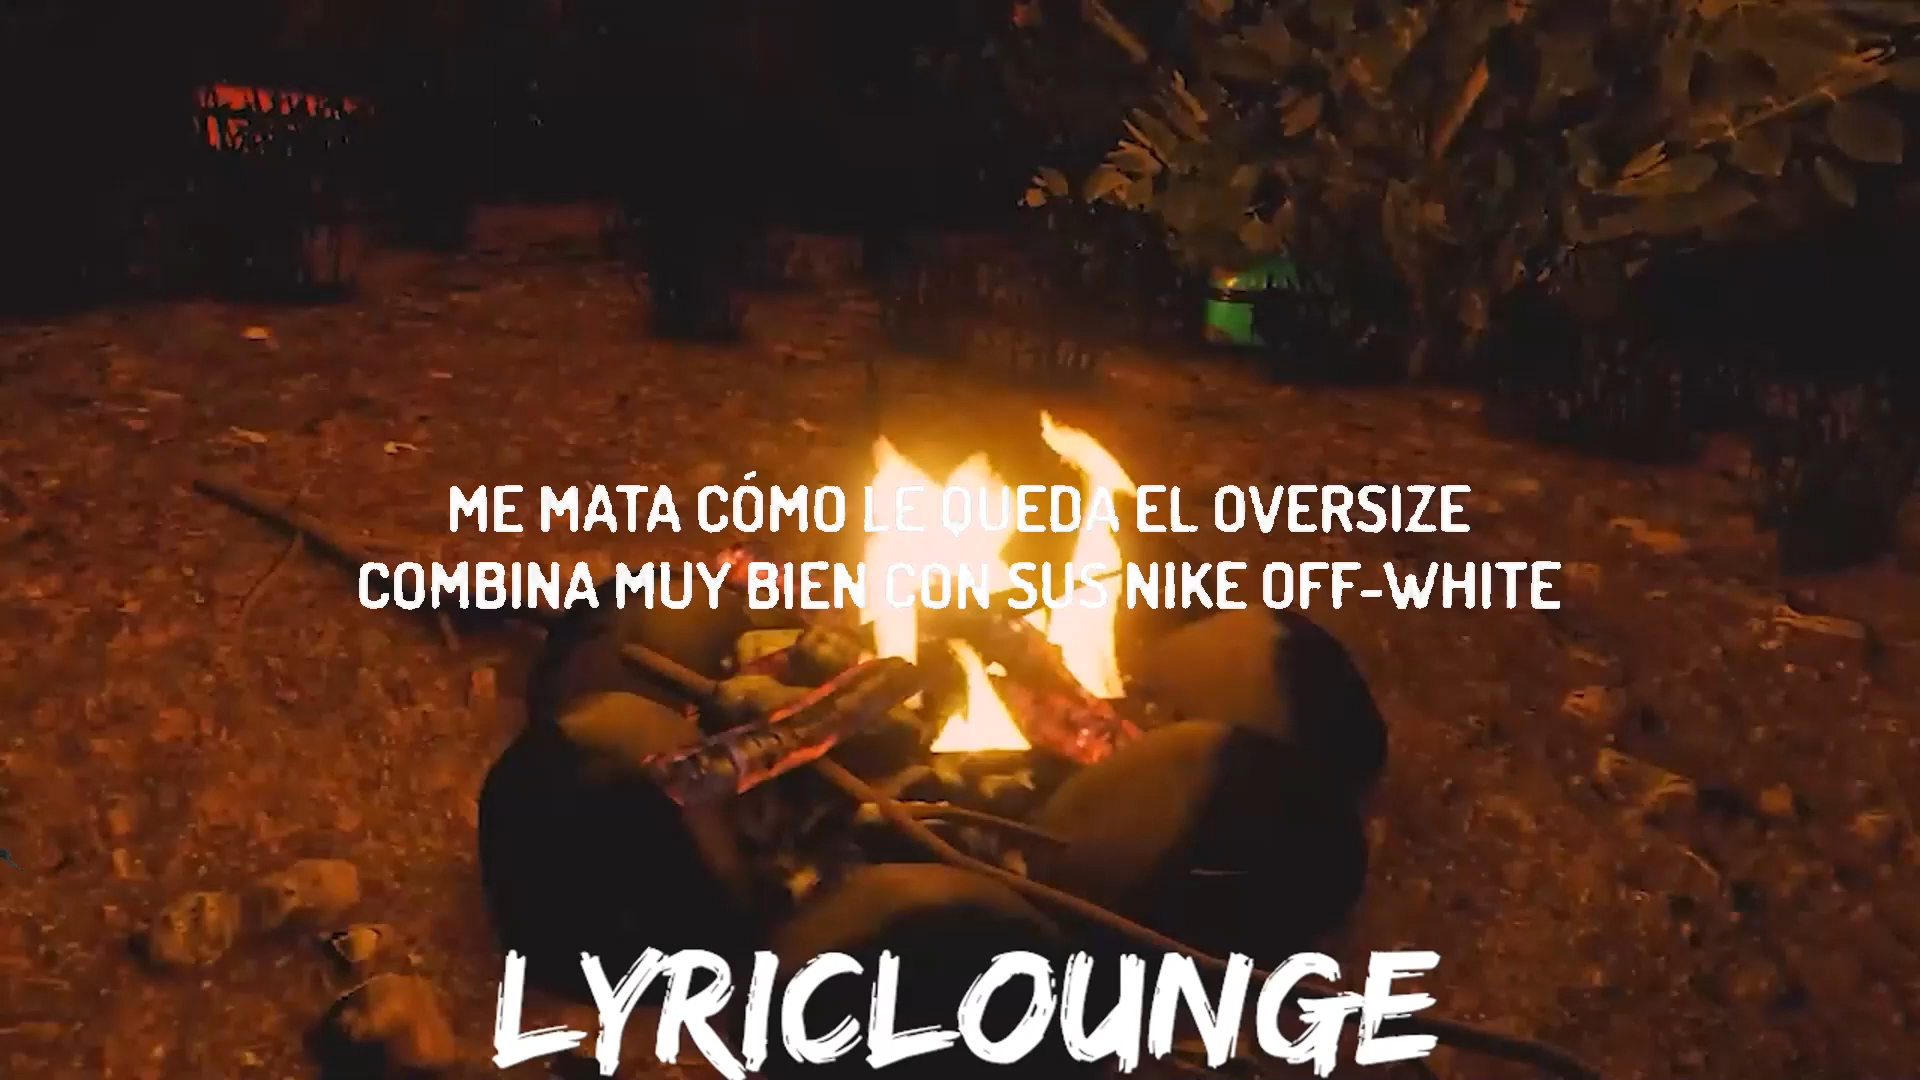 ME MATA CÓMO LE QUEDA EL OVERSIZE
COMBINA MUY BIEN CON SUS NIKE OFF-WHITE
LYRICLOUNGE